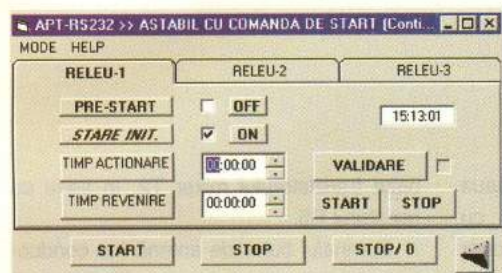 APT-RS232 >> ASTABIL CU COMANDA DE START (Conti...
MODE HELP
RELEU-1 RELEU-2 RELEU-3
PRE-START OFF 15:13:01
STARE INIT. ON
TIMP ACTIONARE 00:00:00 VALIDARE
TIMP REVENIRE 00:00:00 START STOP
START STOP STOP/ 0